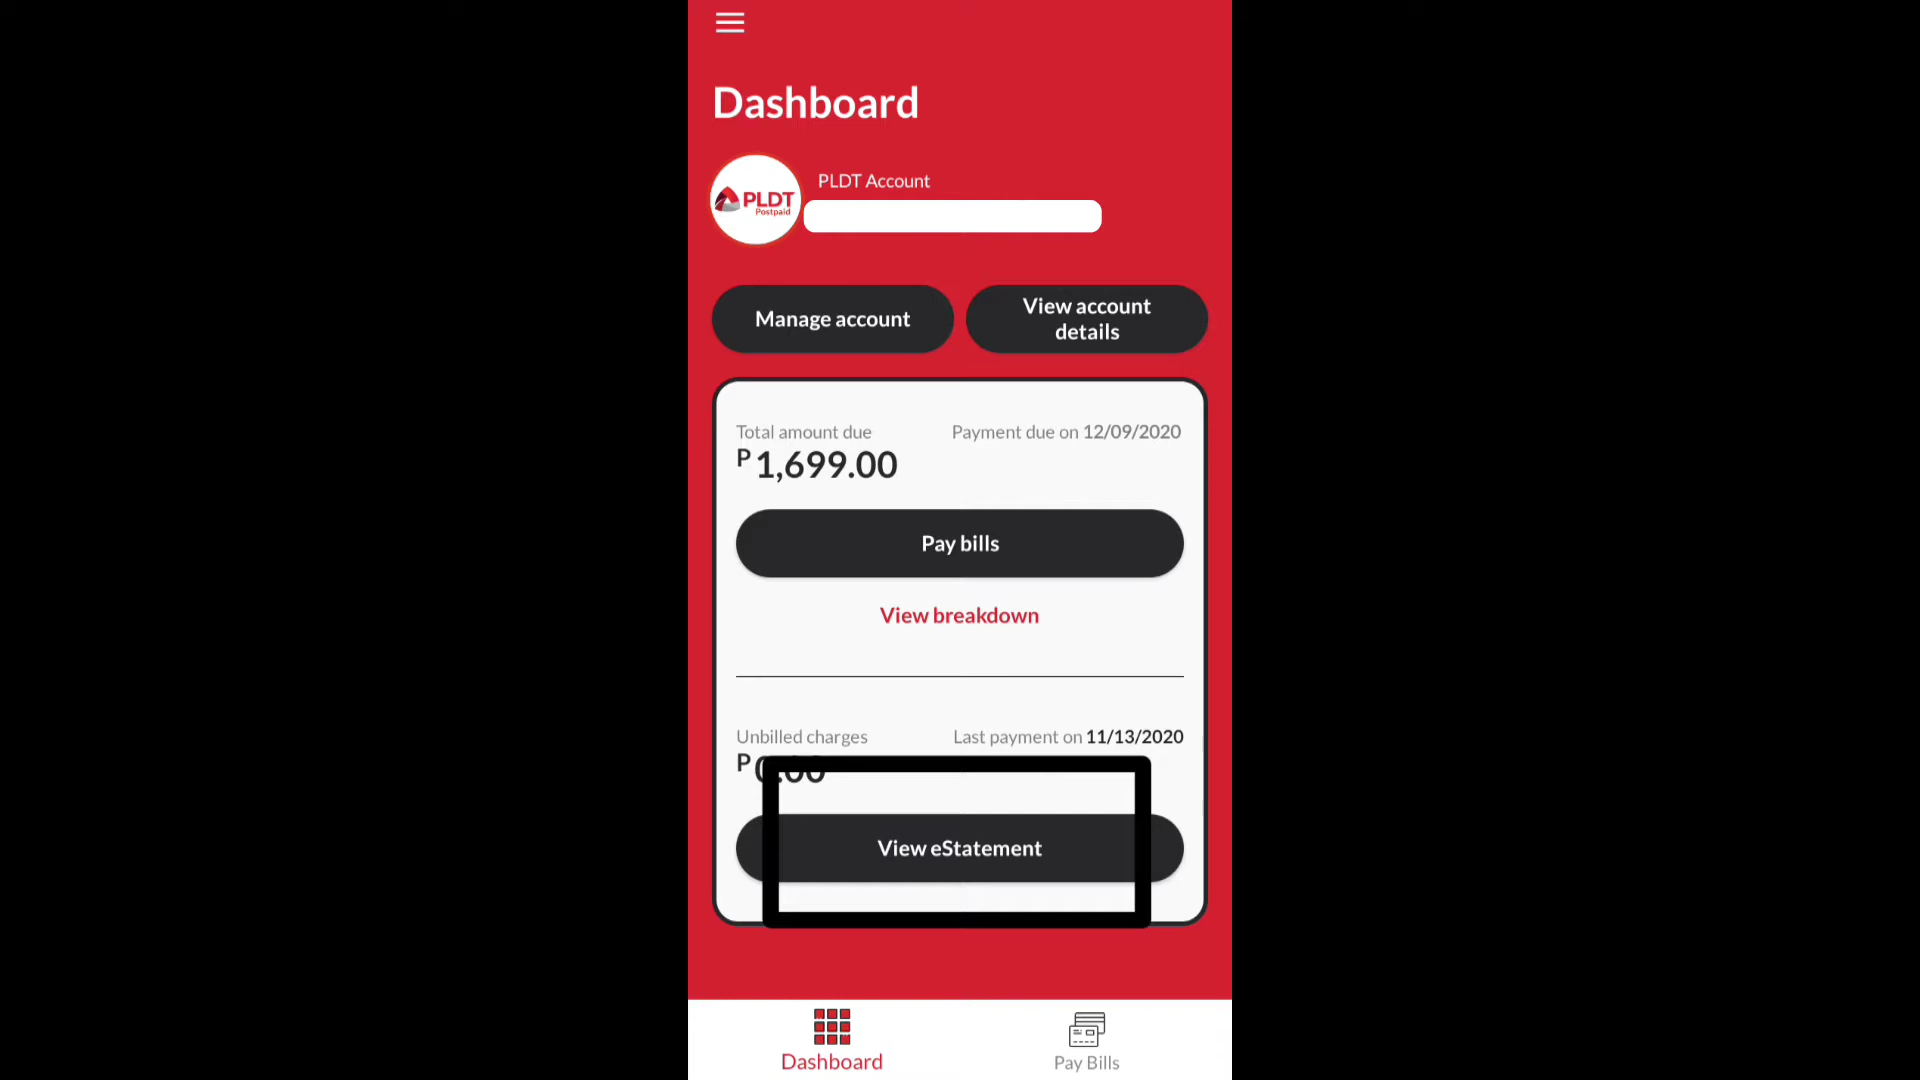 Dashboard
PLDT Account
PLDT
Postpaid
Manage account
View account
details
Total amount due
Payment due on 12/09/2020
P 1,699.00
Pay bills
View breakdown
Unbilled charges
Last payment on 11/13/2020
P 0.00
View eStatement
Dashboard
Pay Bills